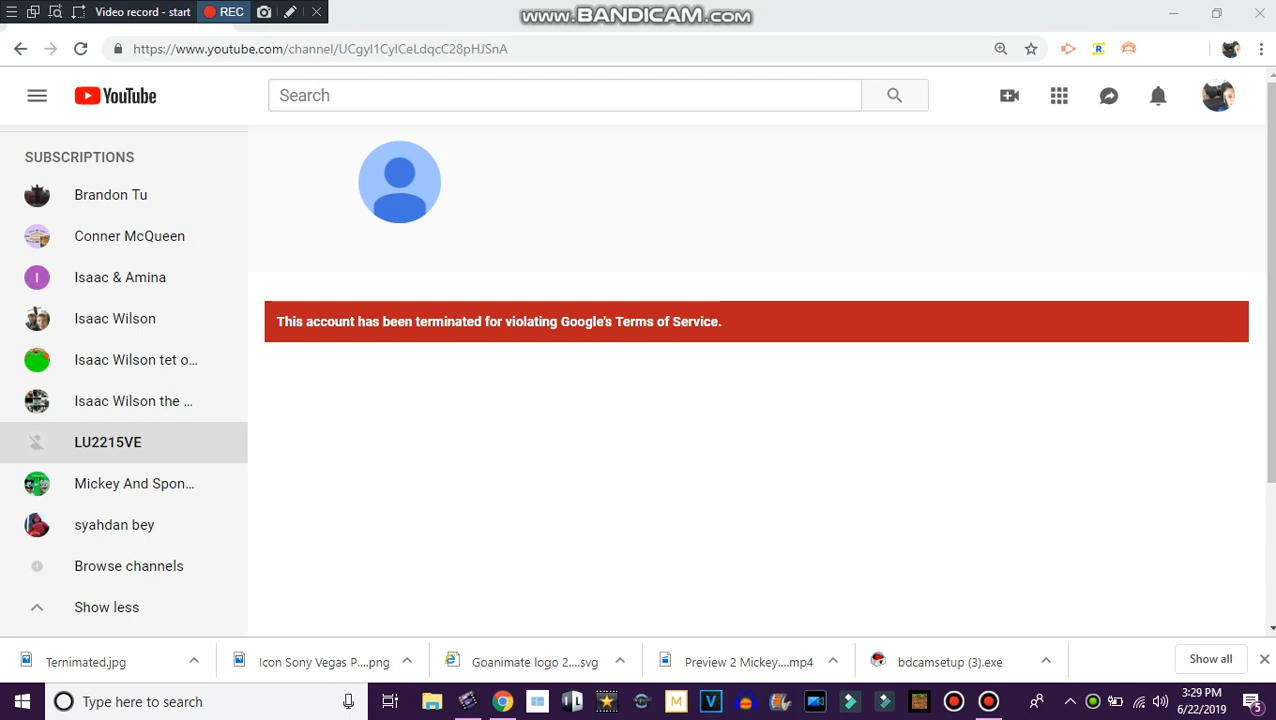 Video record - start REC
www.BANDICAM.com
https://www.youtube.com/channel/UCgyI1CylCeLdqcC28pHJSnA
YouTube
Search
SUBSCRIPTIONS
Brandon Tu
Conner McQueen
I Isaac & Amina
Isaac Wilson
Isaac Wilson tet o...
Isaac Wilson the ...
LU2215VE
Mickey And Spon...
syahdan bey
Browse channels
Show less
This account has been terminated for violating Google's Terms of Service.
Ternimated.jpg
Icon Sony Vegas P....png
Goanimate logo 2....svg
Preview 2 Mickey....mp4
bdcamsetup (3).exe
Show all
Type here to search
3:29 PM
6/22/2019
5